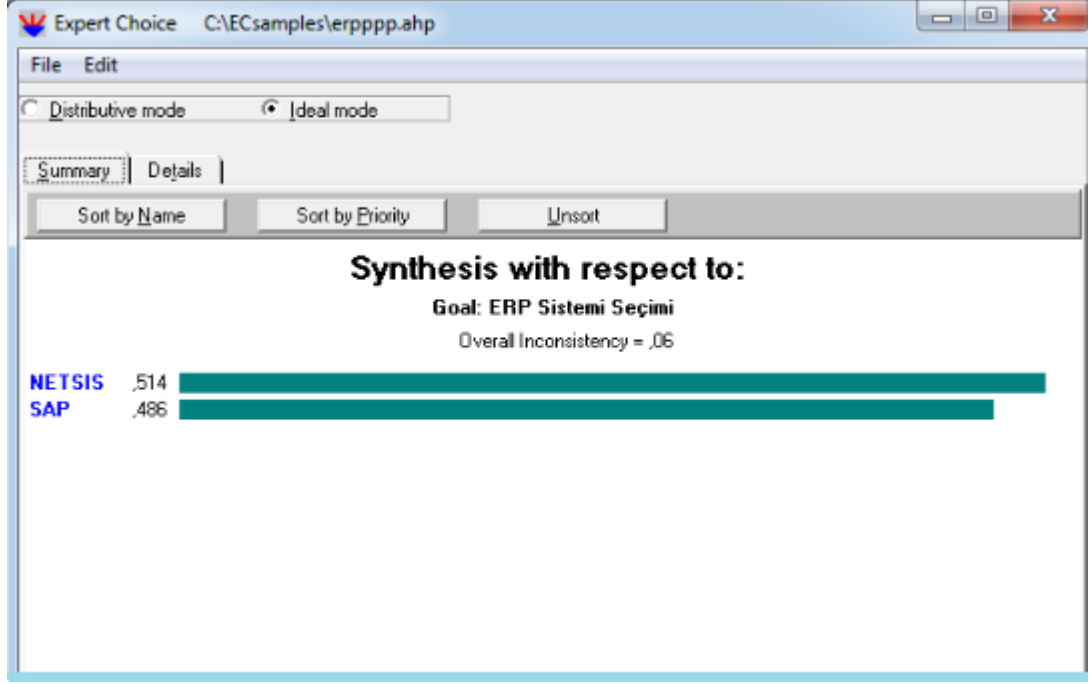 Expert Choice C:\ECsamples\erpppp.ahp
File Edit
Distributive mode Ideal mode
Summary Details
Sort by Name Sort by Priority Unsort
Synthesis with respect to:
Goal: ERP Sistemi Seçimi
Overall Inconsistency = ,06
NETSIS ,514
SAP ,486